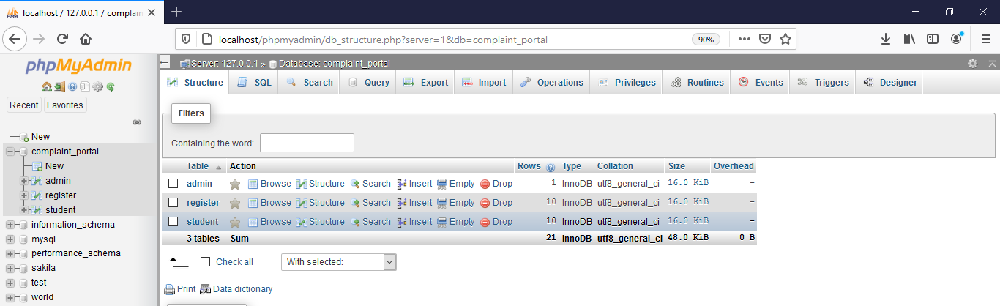 localhost / 127.0.0.1 / complain
localhost/phpmyadmin/db_structure.php?server=1&db=complaint_portal 90%
phpMyAdmin
Recent Favorites
New
complaint_portal
New
admin
register
student
information_schema
mysql
performance_schema
sakila
test
world
Server: 127.0.0.1 » Database: complaint_portal
Structure SQL Search Query Export Import Operations Privileges Routines Events Triggers Designer
Filters
Containing the word:
Table Action Rows Type Collation Size Overhead
admin Browse Structure Search Insert Empty Drop 1 InnoDB utf8_general_ci 16.0 KiB -
register Browse Structure Search Insert Empty Drop 10 InnoDB utf8_general_ci 16.0 KiB -
student Browse Structure Search Insert Empty Drop 10 InnoDB utf8_general_ci 16.0 KiB -
3 tables Sum 21 InnoDB utf8_general_ci 48.0 KiB 0 B
Check all With selected:
Print Data dictionary